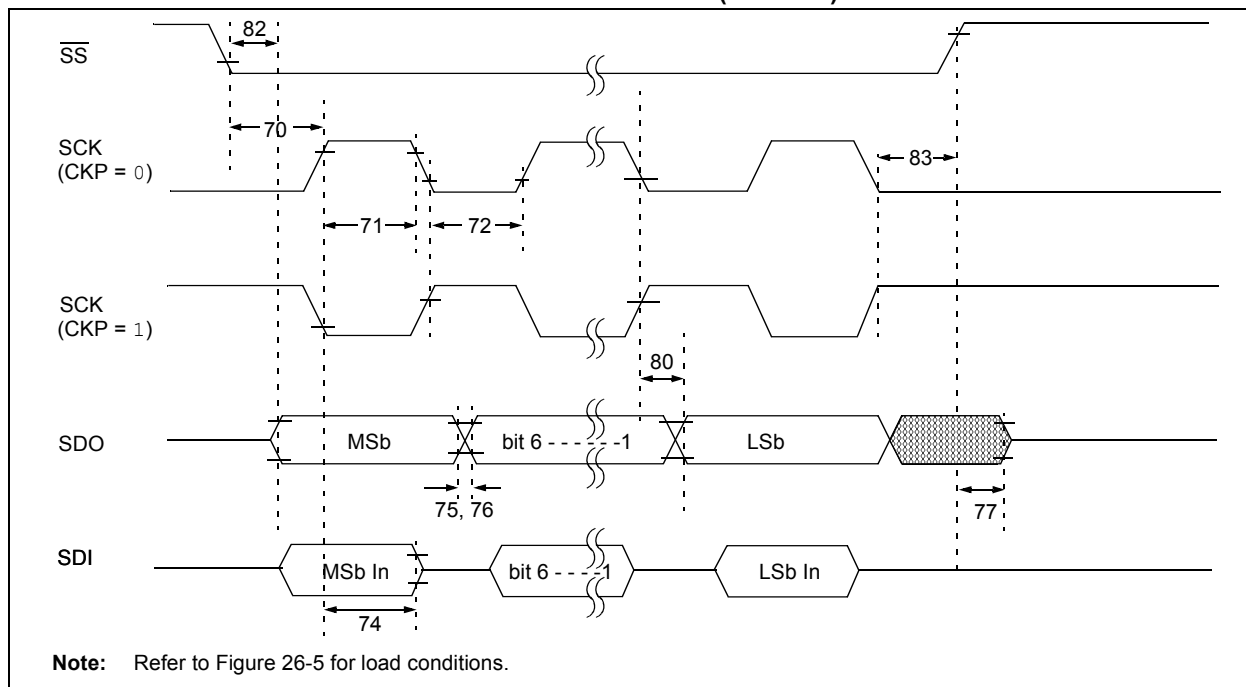 82
SS
70
SCK
(CKP = 0)
83
71
72
SCK
(CKP = 1)
80
SDO
MSb
bit 6 - - - - - -1
LSb
75, 76
77
SDI
MSb In
bit 6 - - - -1
LSb In
74
Note: Refer to Figure 26-5 for load conditions.